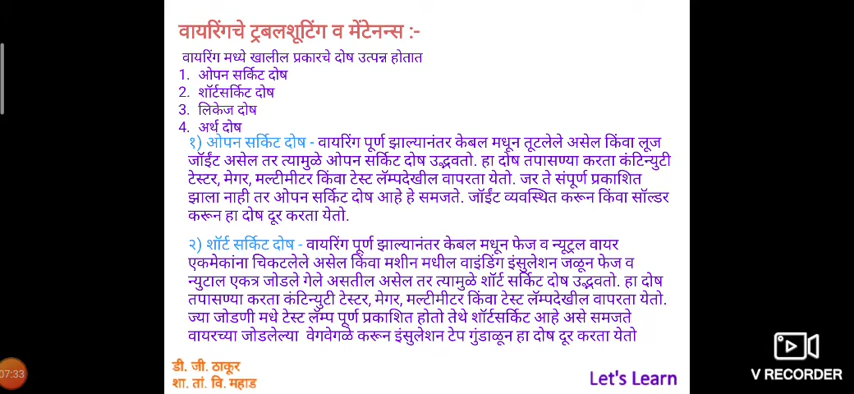 वायरिंगचे ट्रबलशूटिंग व मेंटेनन्स :-
वायरिंग मध्ये खालील प्रकारचे दोष उत्पन्न होतात
1. ओपन सर्किट दोष
2. शॉर्टसर्किट दोष
3. लिकेज दोष
4. अर्थ दोष
१) ओपन सर्किट दोष - वायरिंग पूर्ण झाल्यानंतर केबल मधून तूटलेले असेल किंवा लूज
जॉईंट असेल तर त्यामुळे ओपन सर्किट दोष उद्भवतो. हा दोष तपासण्या करता कंटिन्युटी
टेस्टर, मेगर, मल्टीमीटर किंवा टेस्ट लॅम्पदेखील वापरता येतो. जर ते संपूर्ण प्रकाशित
झाला नाही तर ओपन सर्किट दोष आहे हे समजते. जॉईंट व्यवस्थित करून किंवा सॉल्डर
करून हा दोष दूर करता येतो.
२) शॉर्ट सर्किट दोष - वायरिंग पूर्ण झाल्यानंतर केबल मधून फेज व न्यूट्रल वायर
एकमेकांना चिकटलेले असेल किंवा मशीन मधील वाइंडिंग इंसुलेशन जळून फेज व
न्युटाल एकत्र जोडले गेले असतील असेल तर त्यामुळे शॉर्ट सर्किट दोष उद्भवतो. हा दोष
तपासण्या करता कंटिन्युटी टेस्टर, मेगर, मल्टीमीटर किंवा टेस्ट लॅम्पदेखील वापरता येतो.
ज्या जोडणी मधे टेस्ट लॅम्प पूर्ण प्रकाशित होतो तेथे शॉर्टसर्किट आहे असे समजते
वायरच्या जोडलेल्या वेगवेगळे करून इंसुलेशन टेप गुंडाळून हा दोष दूर करता येतो
डी. जी. ठाकूर
शा. तां. वि. महाड
Let's Learn
07:33
V RECORDER